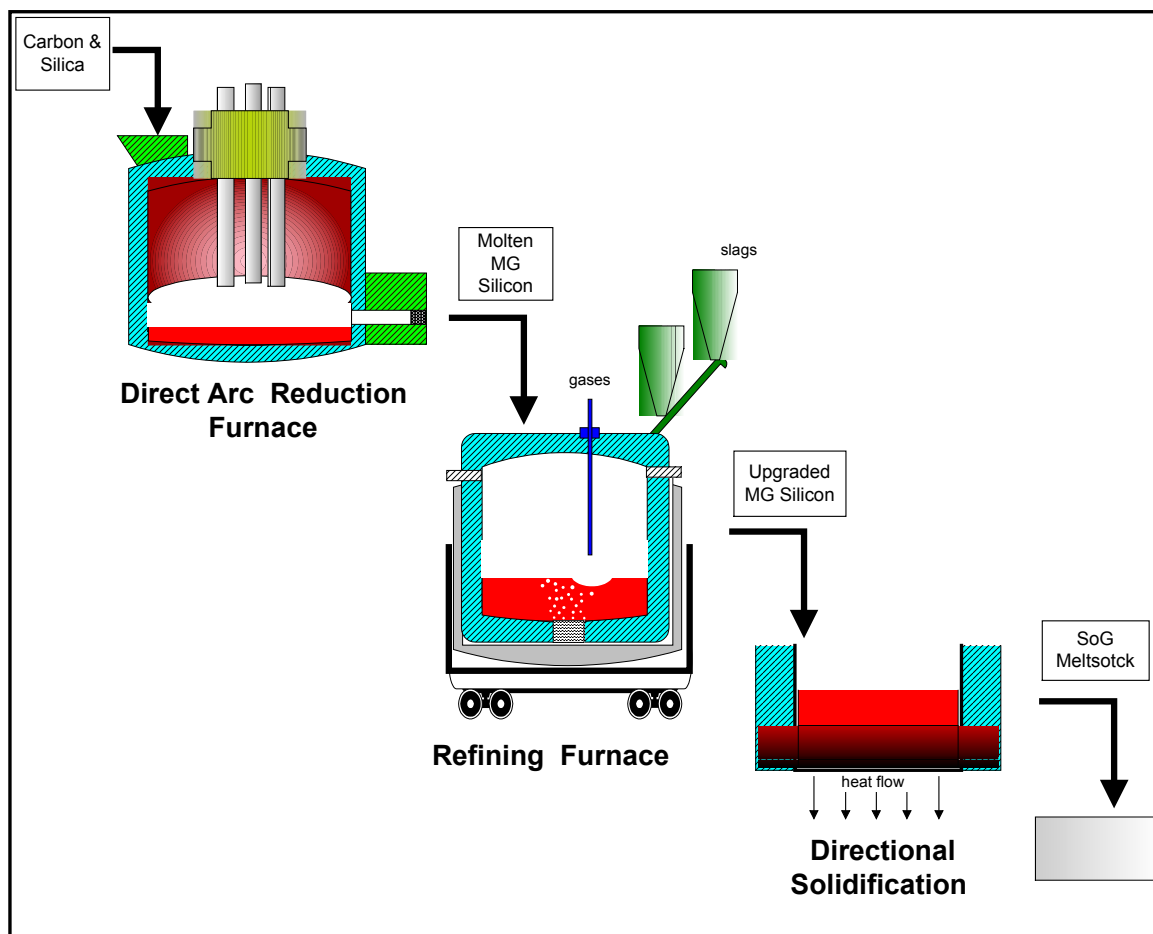 Carbon &
Silica
Molten
MG
Silicon
slags
Direct Arc  Reduction
Furnace
gases
Upgraded
MG Silicon
SoG
Meltsotck
Refining  Furnace
heat flow
Directional
Solidification